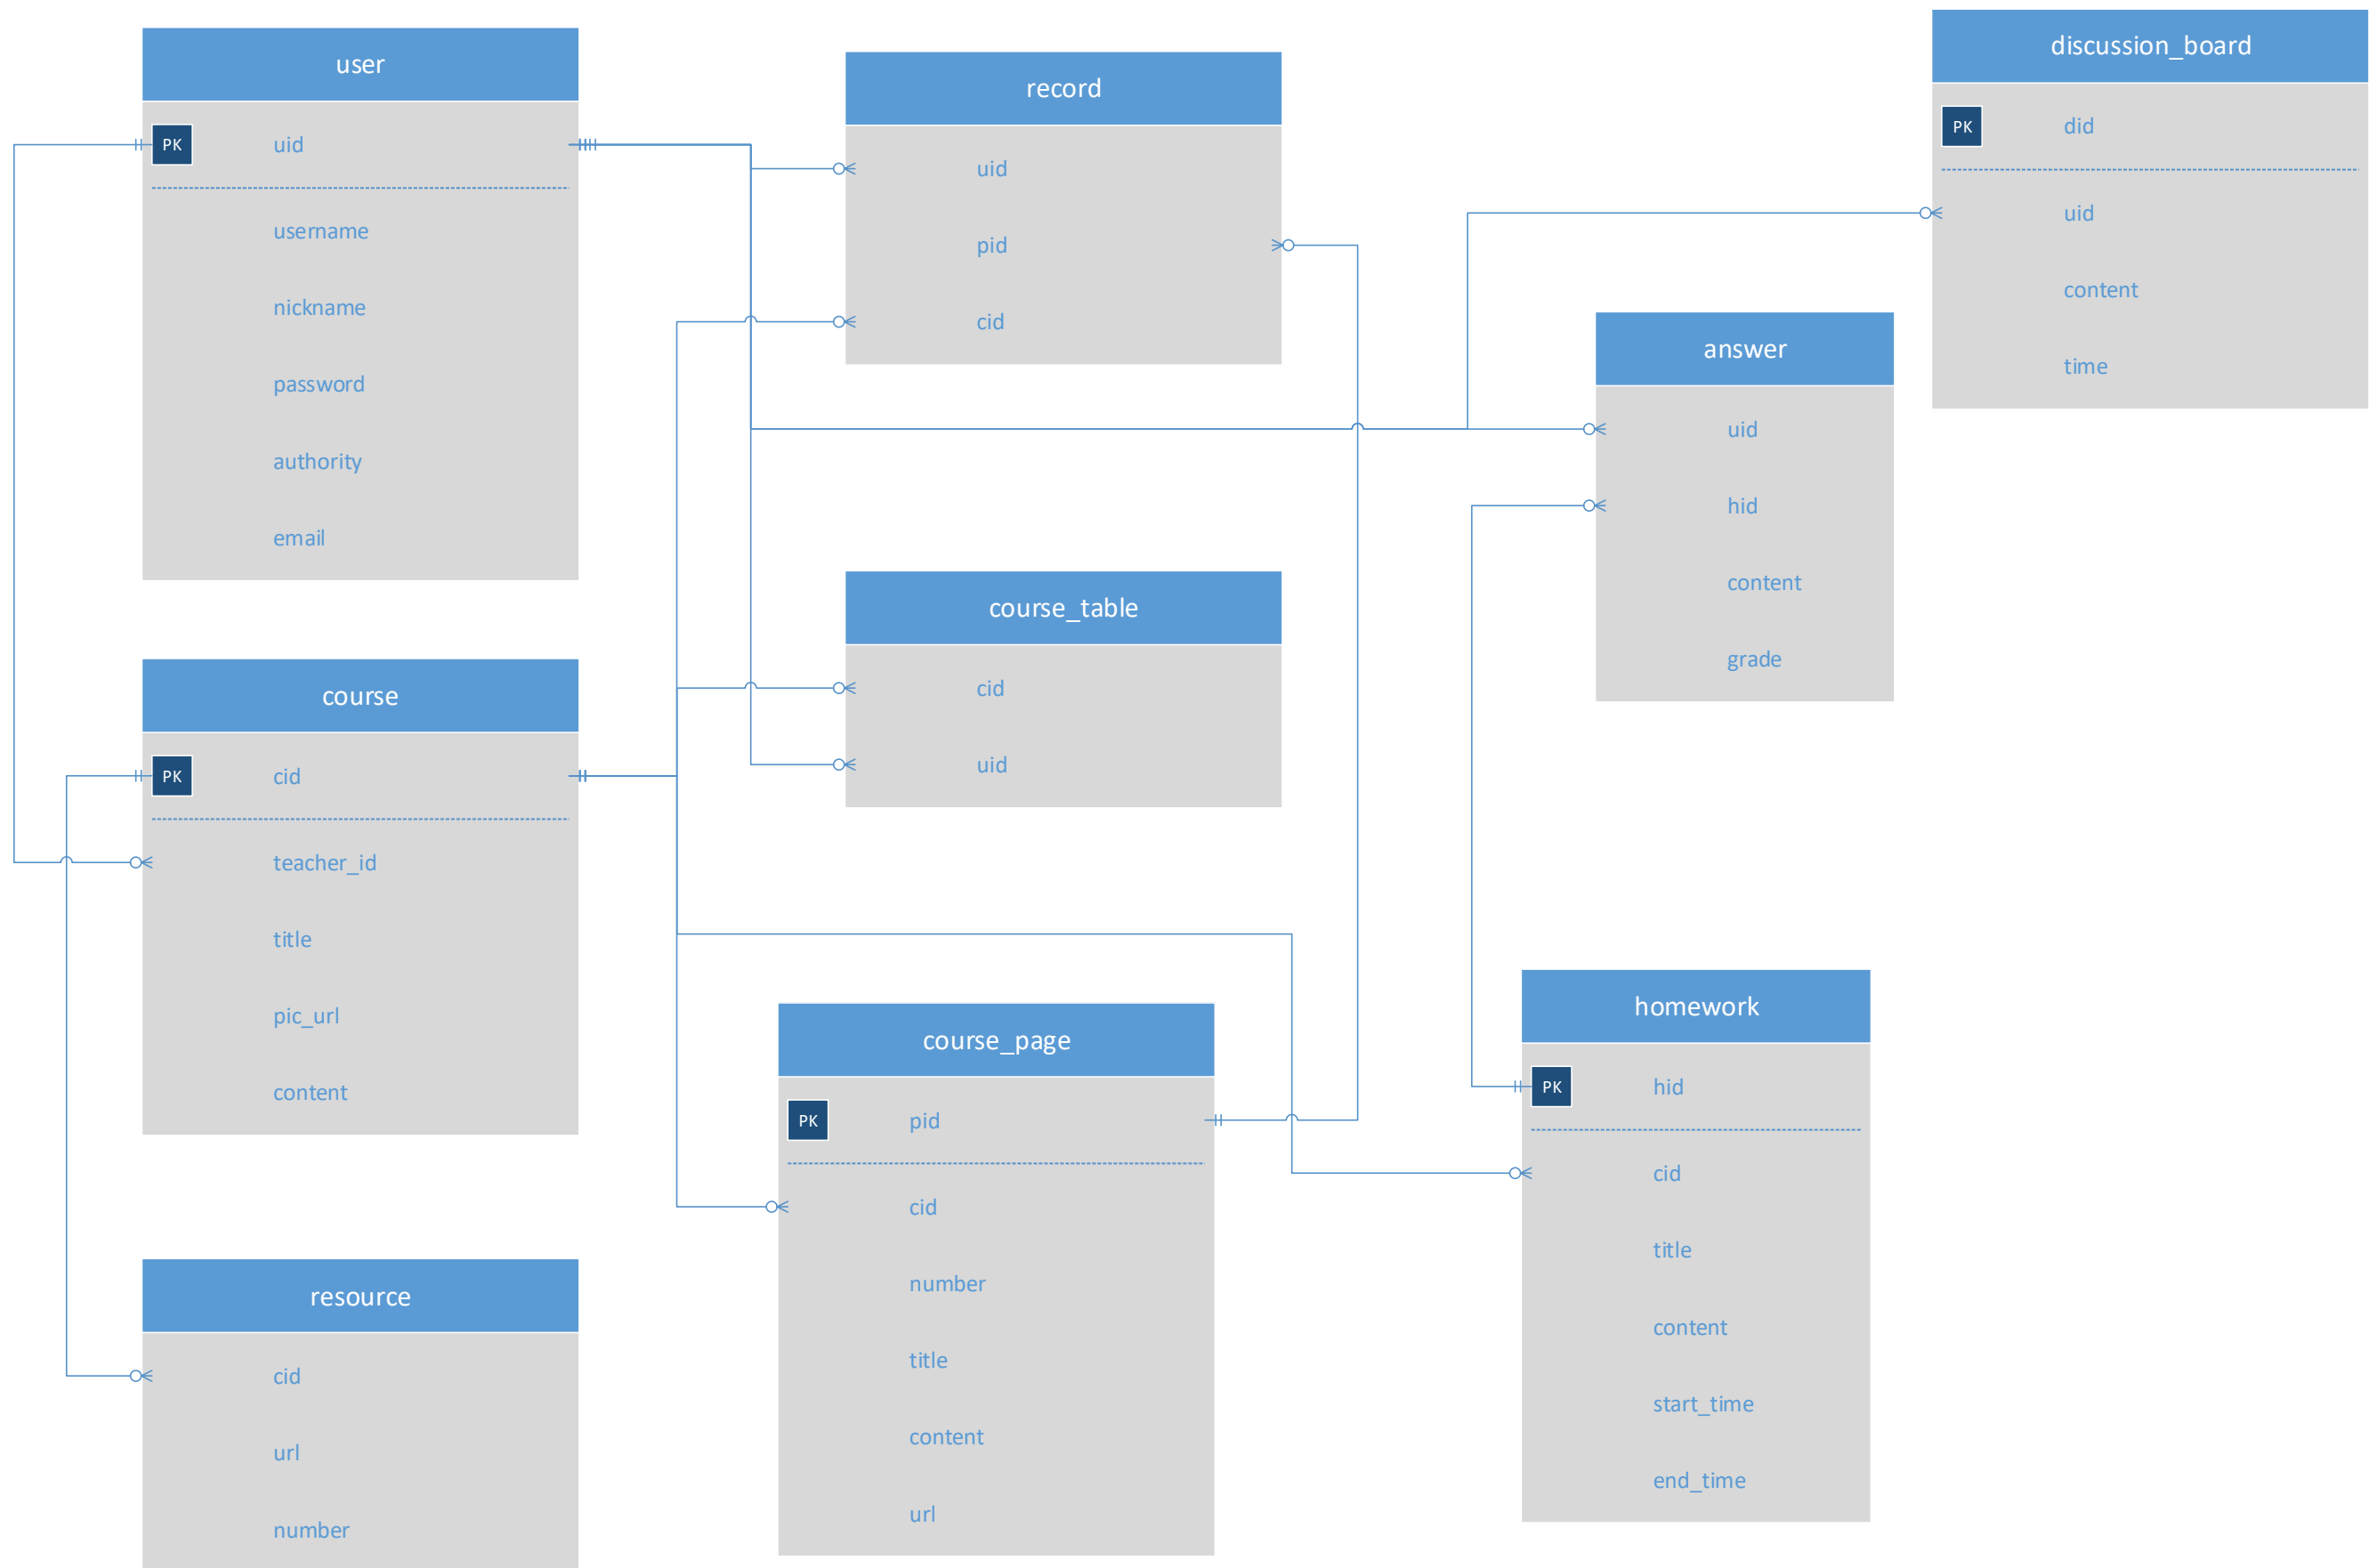 user
PK uid
username
nickname
password
authority
email
record
uid
pid
cid
discussion_board
PK did
uid
content
time
answer
uid
hid
content
grade
course_table
cid
uid
course
PK cid
teacher_id
title
pic_url
content
course_page
PK pid
cid
number
title
content
url
homework
PK hid
cid
title
content
start_time
end_time
resource
cid
url
number